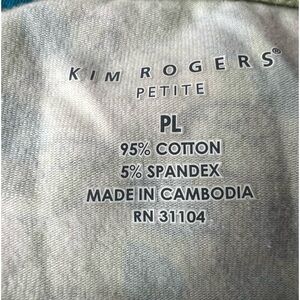 KIM ROGERS®
PETITE
PL
95% COTTON
5% SPANDEX
MADE IN CAMBODIA
RN 31104